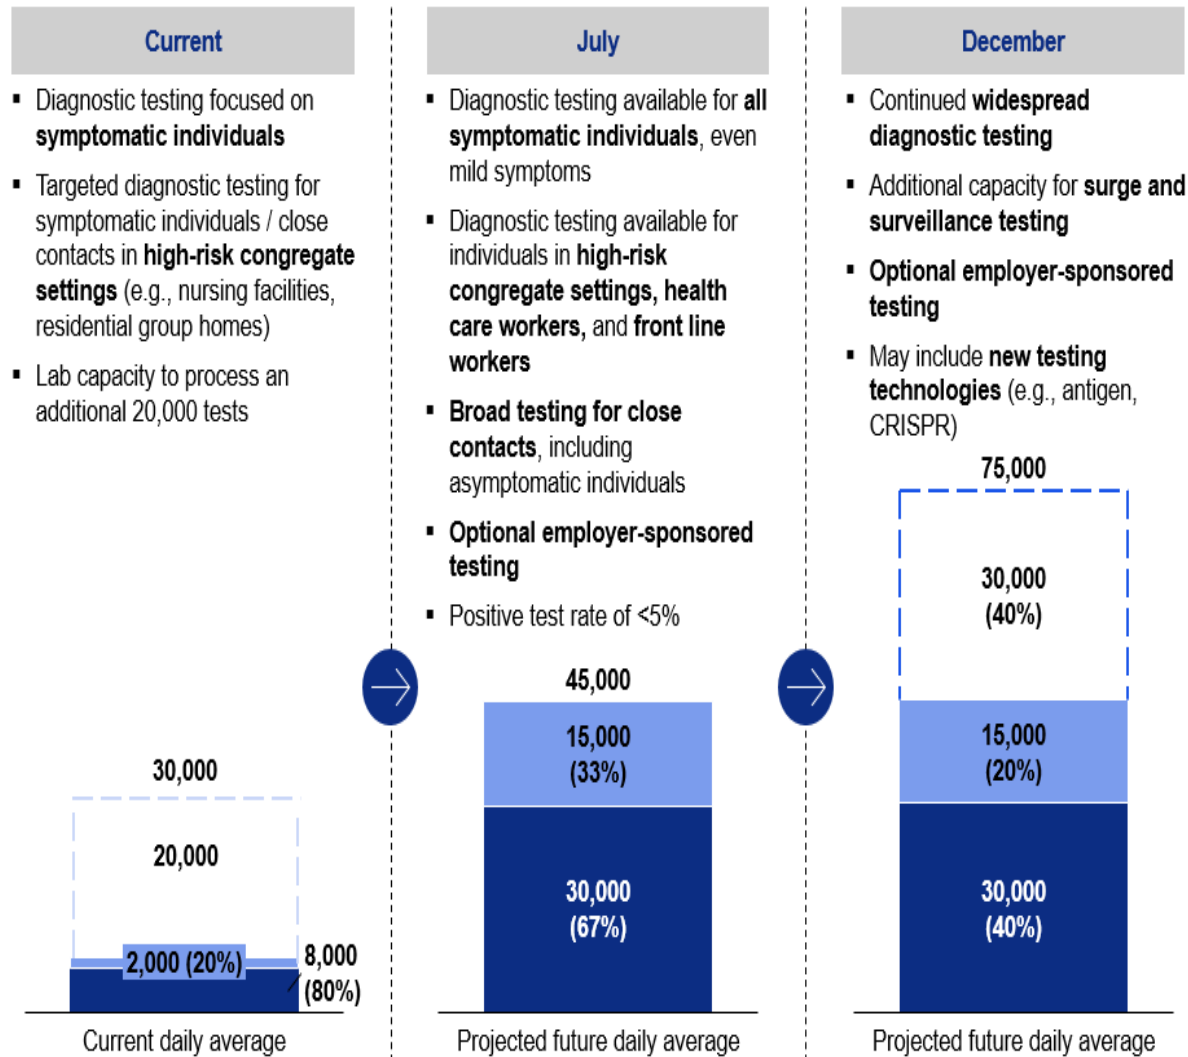 Current
▪ Diagnostic testing focused on
symptomatic individuals
▪ Targeted diagnostic testing for
symptomatic individuals / close
contacts in high-risk congregate
settings (e.g., nursing facilities,
residential group homes)
▪ Lab capacity to process an
additional 20,000 tests
30,000
20,000
2,000 (20%)
8,000
(80%)
Current daily average
July
▪ Diagnostic testing available for all
symptomatic individuals, even
mild symptoms
▪ Diagnostic testing available for
individuals in high-risk
congregate settings, health
care workers, and front line
workers
▪ Broad testing for close
contacts, including
asymptomatic individuals
▪ Optional employer-sponsored
testing
▪ Positive test rate of <5%
45,000
15,000
(33%)
30,000
(67%)
Projected future daily average
December
▪ Continued widespread
diagnostic testing
▪ Additional capacity for surge and
surveillance testing
▪ Optional employer-sponsored
testing
▪ May include new testing
technologies (e.g., antigen,
CRISPR)
75,000
30,000
(40%)
15,000
(20%)
30,000
(40%)
Projected future daily average